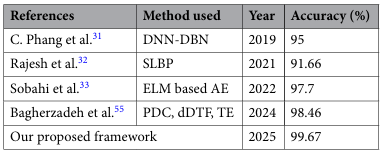 References Method used Year Accuracy (%)
C. Phang et al.31 DNN-DBN 2019 95
Rajesh et al.32 SLBP 2021 91.66
Sobahi et al.33 ELM based AE 2022 97.7
Bagherzadeh et al.55 PDC, dDTF, TE 2024 98.46
Our proposed framework 2025 99.67